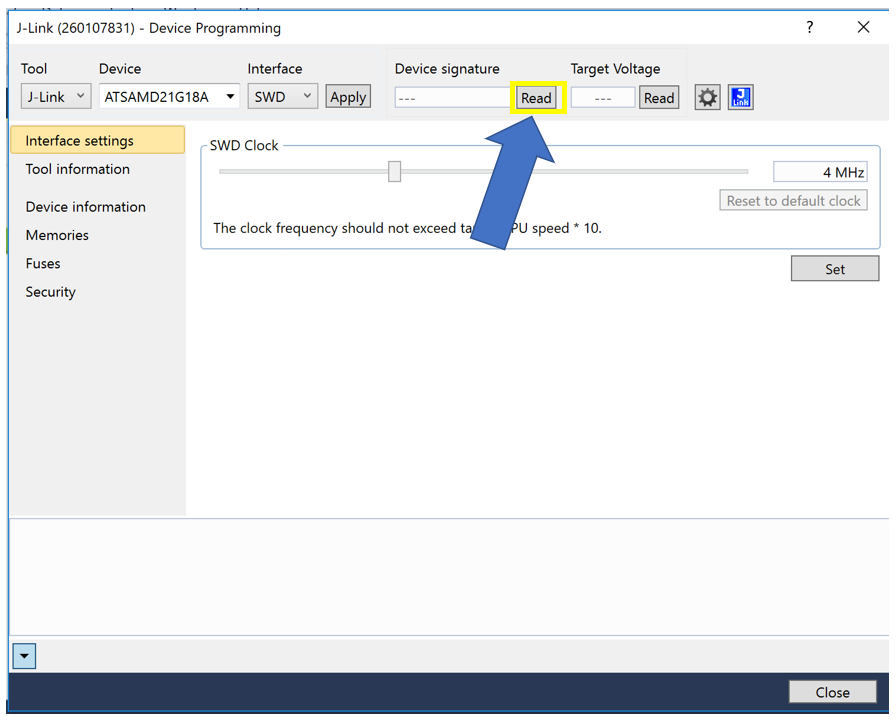 J-Link (260107831) - Device Programming
?
Tool Device Interface Device signature Target Voltage
J-Link ATSAMD21G18A SWD Apply --- Read --- Read
J LINK
Interface settings
Tool information
Device information
Memories
Fuses
Security
SWD Clock
4 MHz
Reset to default clock
The clock frequency should not exceed PU speed * 10.
Set
Close